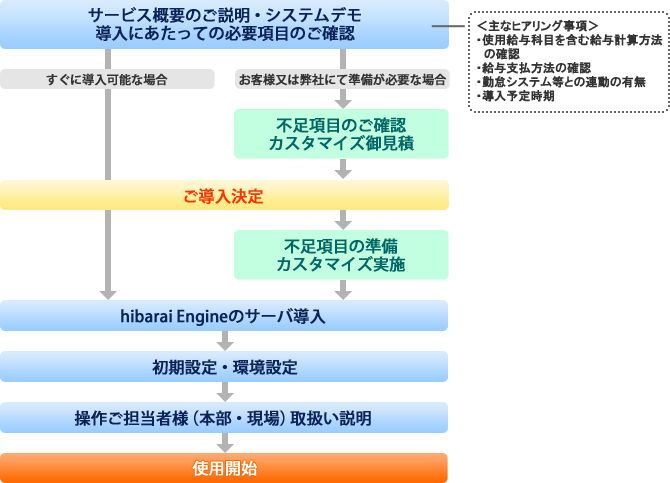 サービス概要のご説明・システムデモ
導入にあたっての必要項目のご確認
＜主なヒアリング事項＞
・使用給与科目を含む給与計算方法
の確認
・給与支払方法の確認
・勤怠システム等との連動の有無
・導入予定時期
すぐに導入可能な場合
お客様又は弊社にて準備が必要な場合
不足項目のご確認
カスタマイズ御見積
ご導入決定
不足項目の準備
カスタマイズ実施
hibarai Engineのサーバ導入
初期設定・環境設定
操作ご担当者様（本部・現場）取扱い説明
使用開始